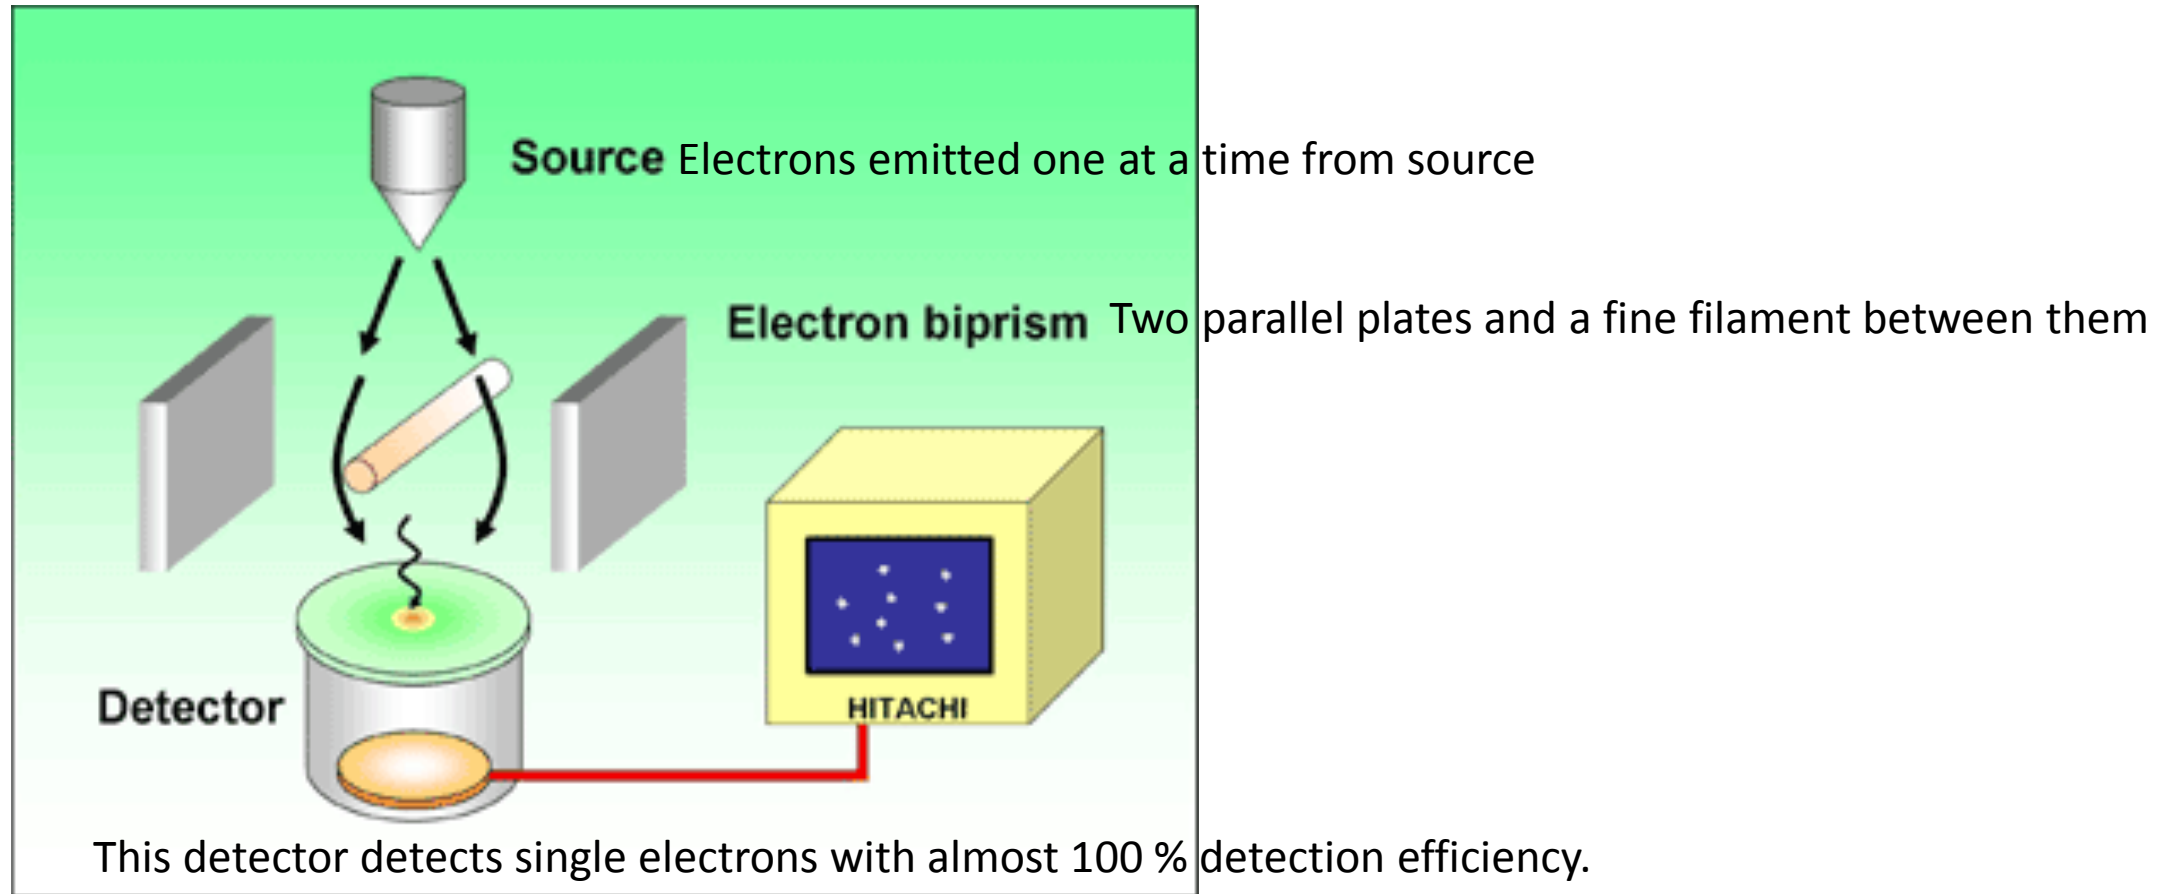 Source Electrons emitted one at a time from source
Electron biprism Two parallel plates and a fine filament between them
HITACHI
Detector
This detector detects single electrons with almost 100 % detection efficiency.